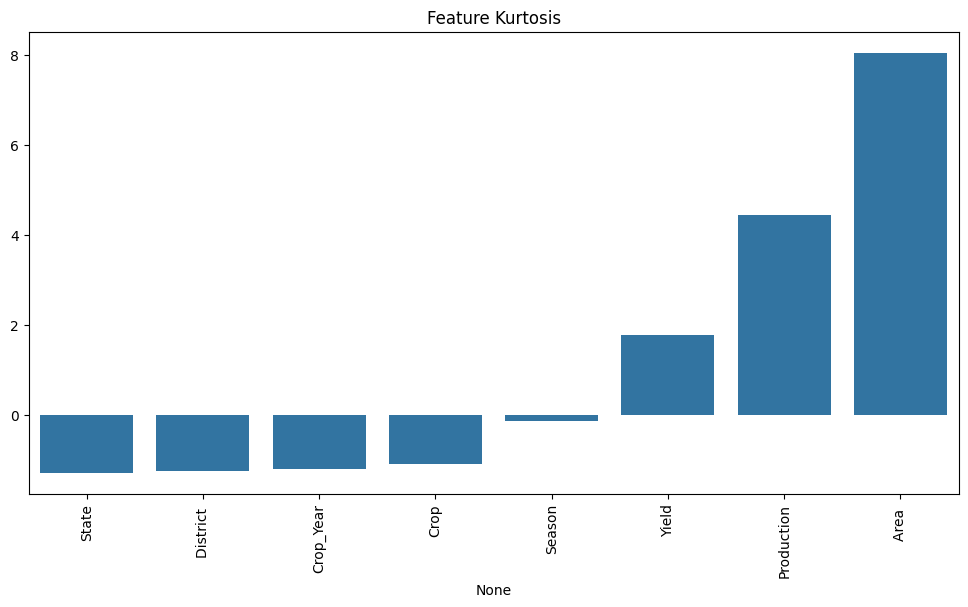 Feature Kurtosis
8
6
4
2
0
State
District
Crop_Year
Crop
Season
Yield
Production
Area
None